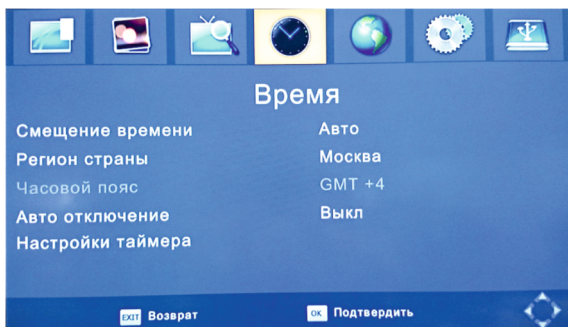 Время
Смещение времени Авто
Регион страны Москва
Часовой пояс GMT +4
Авто отключение Выкл
Настройки таймера
EXIT Возврат OK Подтвердить